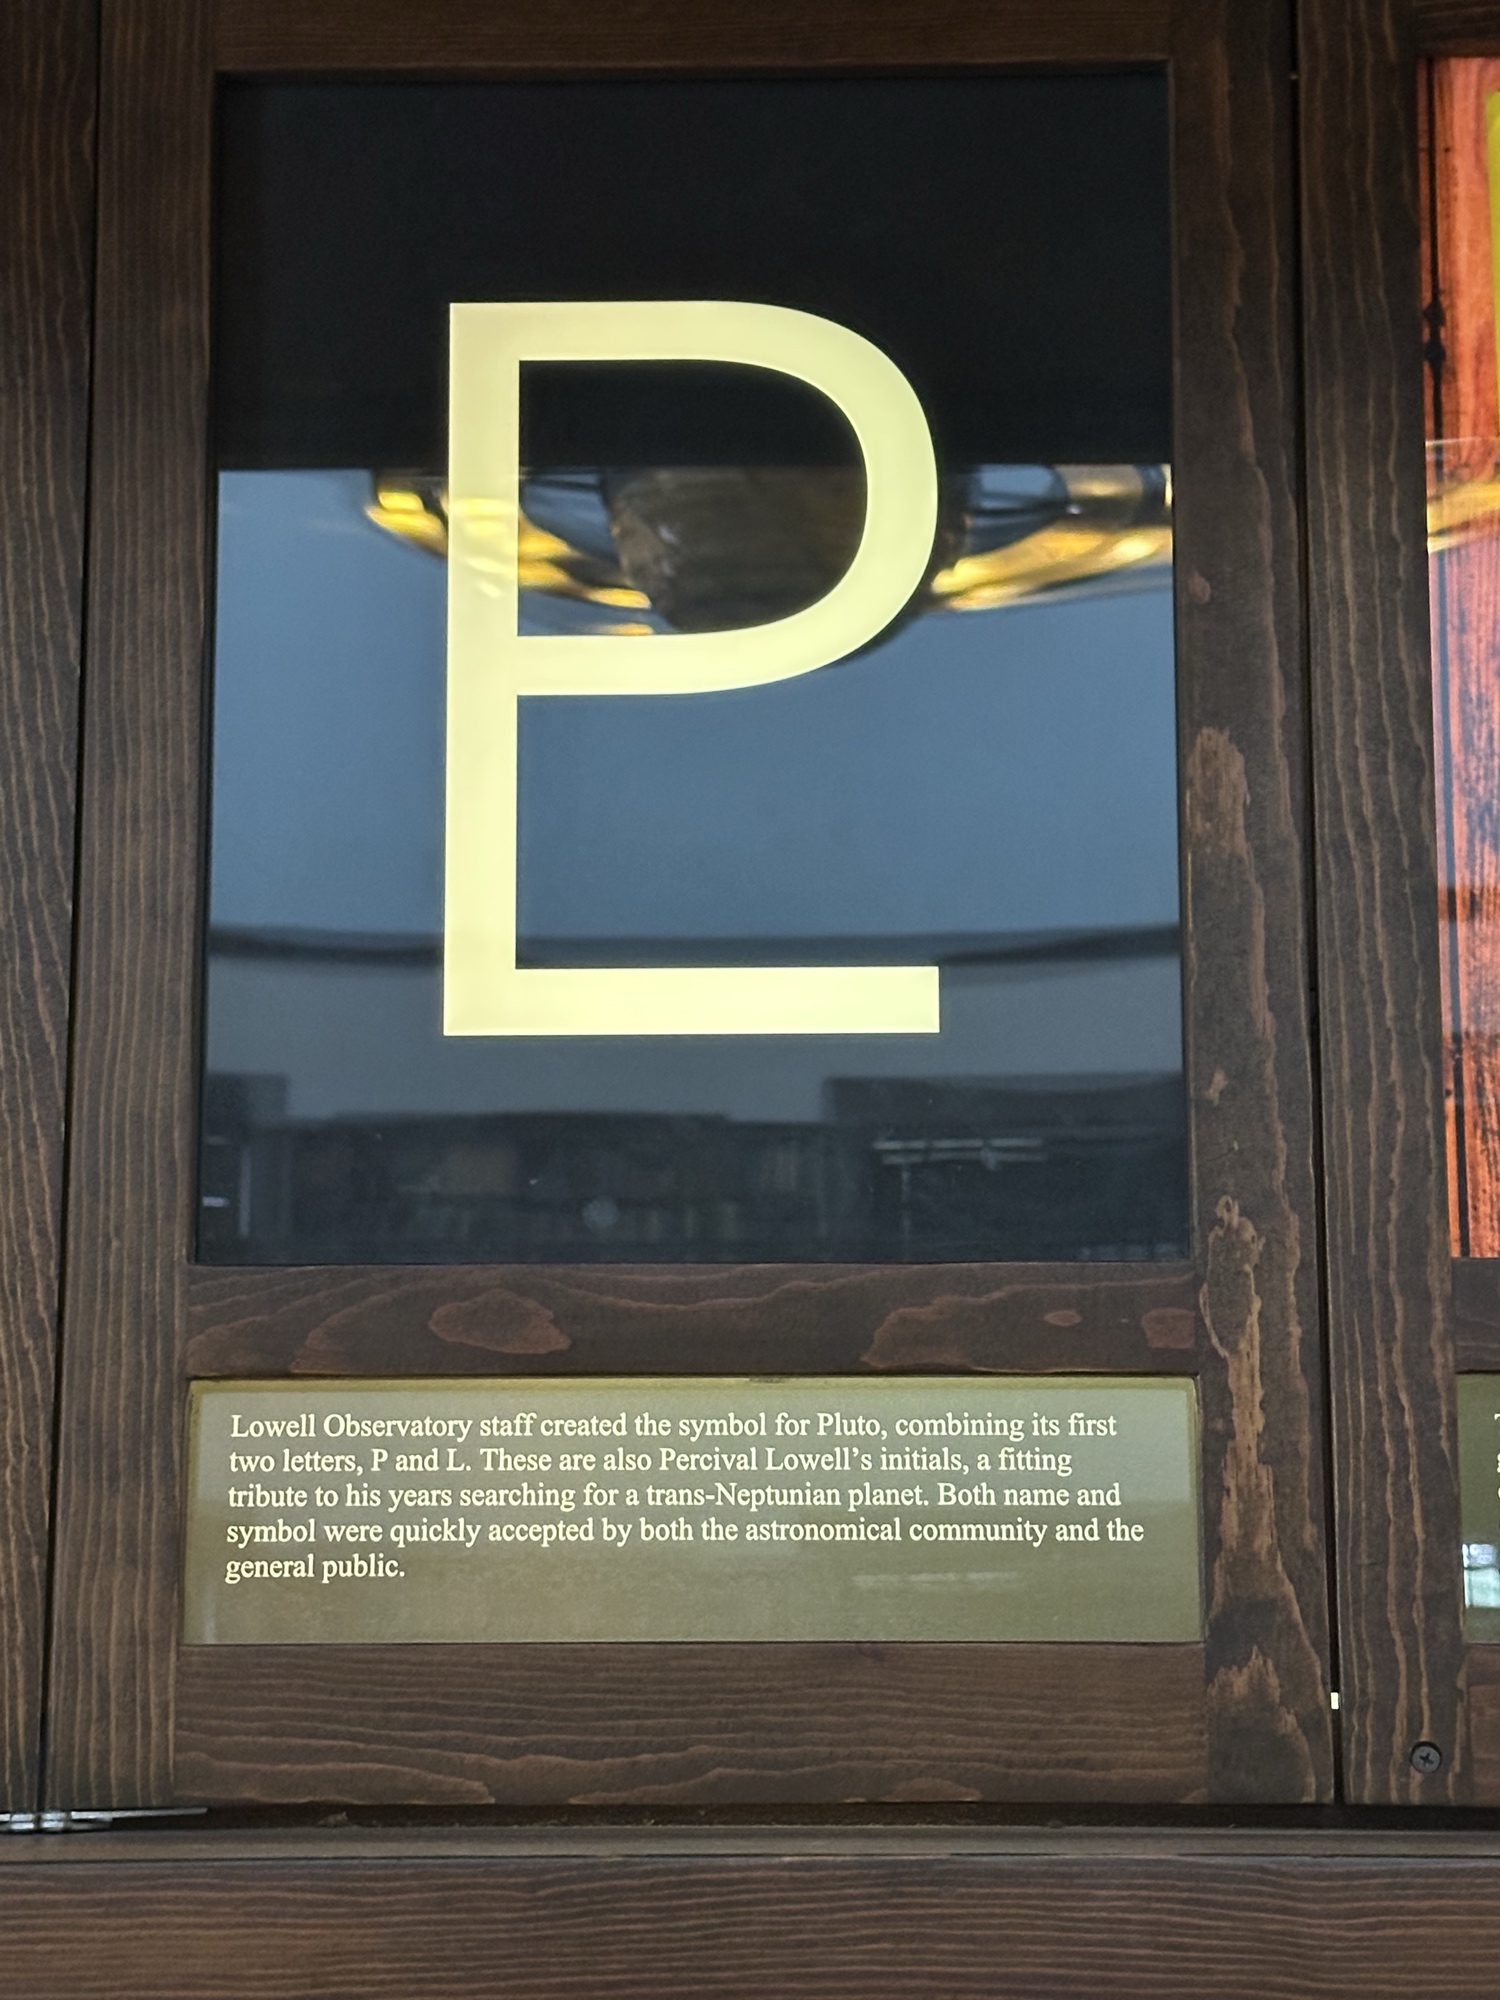 PL
Lowell Observatory staff created the symbol for Pluto, combining its first
two letters, P and L. These are also Percival Lowell’s initials, a fitting
tribute to his years searching for a trans-Neptunian planet. Both name and
symbol were quickly accepted by both the astronomical community and the
general public.